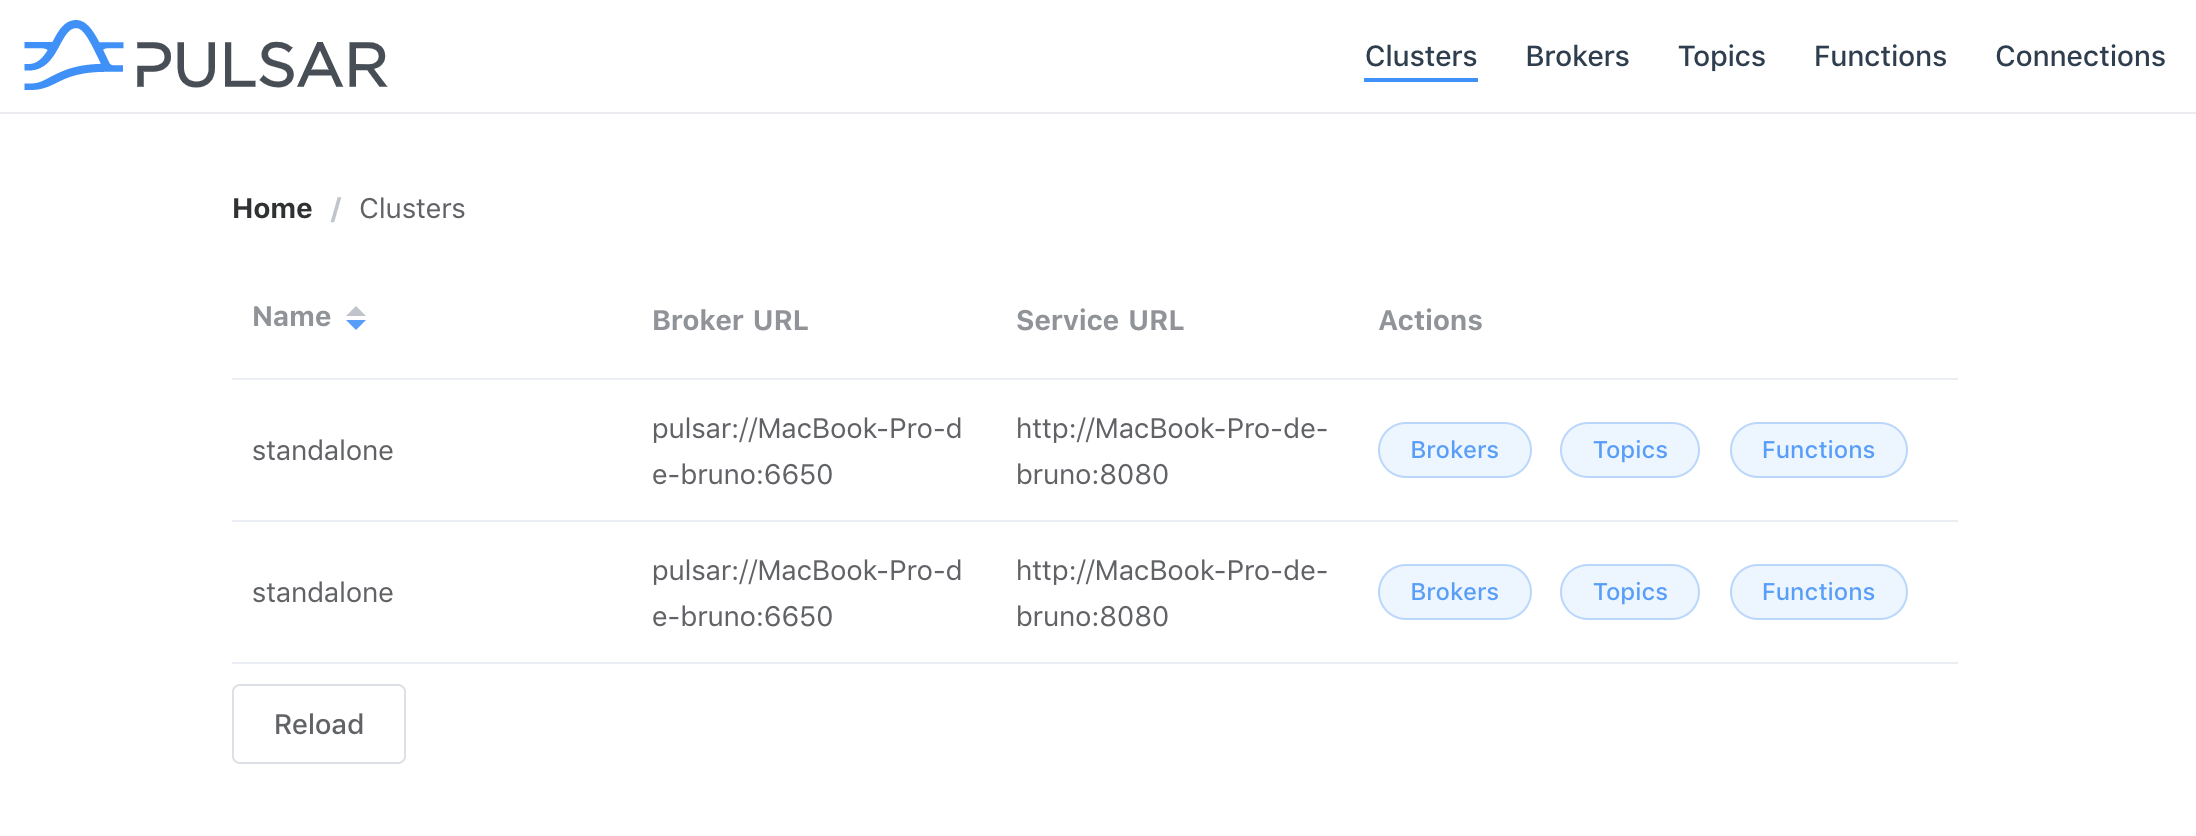 PULSAR
Clusters Brokers Topics Functions Connections
Home / Clusters
Name Broker URL Service URL Actions
standalone
pulsar://MacBook-Pro-d
e-bruno:6650
http://MacBook-Pro-de-
bruno:8080
Brokers Topics Functions
standalone
pulsar://MacBook-Pro-d
e-bruno:6650
http://MacBook-Pro-de-
bruno:8080
Brokers Topics Functions
Reload